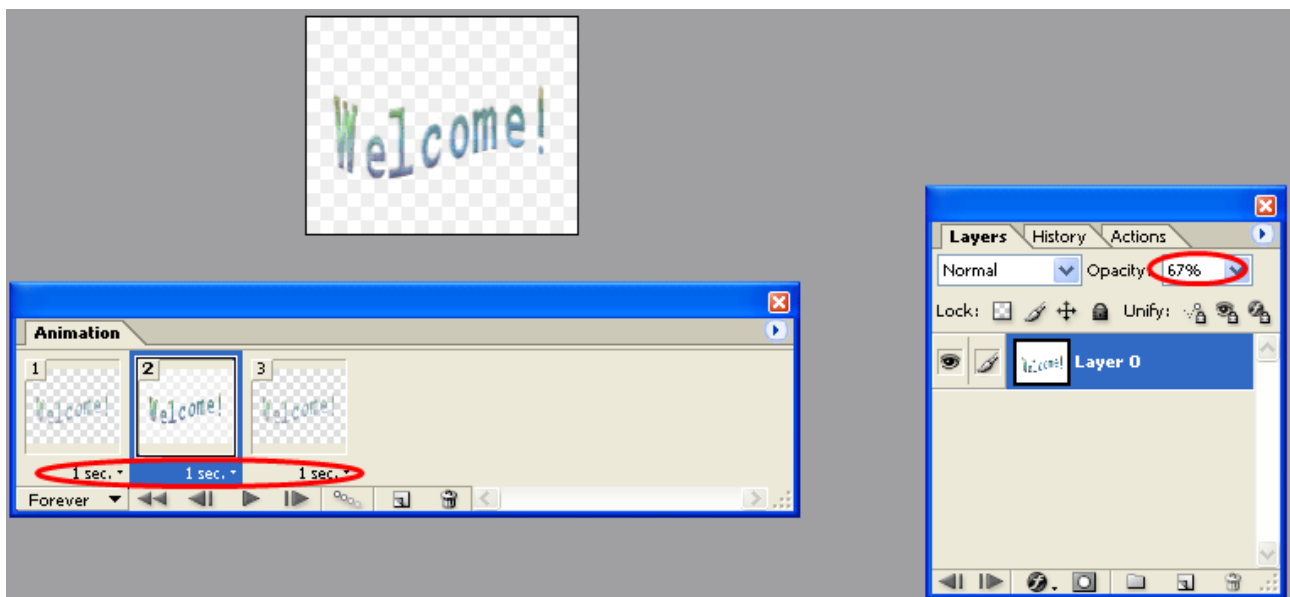 Welcome!
Animation
1 2 3
Welcome! Welcome! Welcome!
1 sec. 1 sec. 1 sec.
Forever
Layers History Actions
Normal Opacity: 67%
Lock: Unify:
Welcome! Layer 0